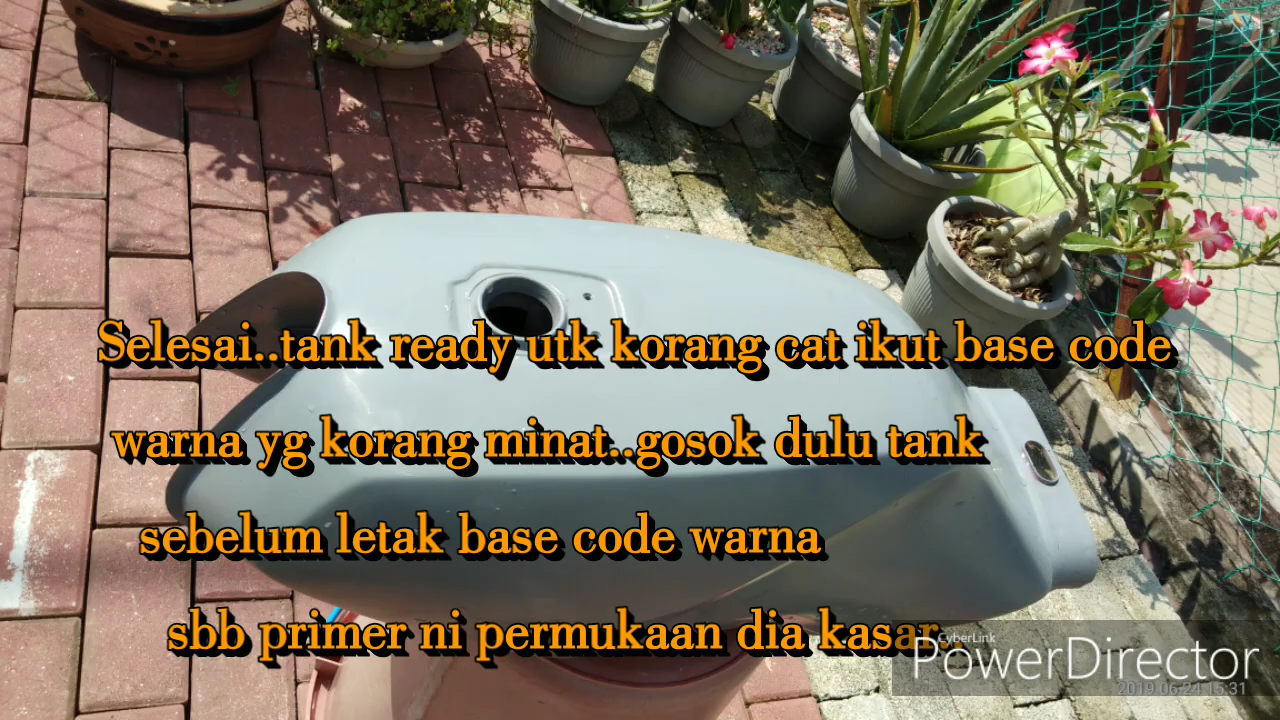 Selesai..tank ready utk korang cat ikut base code
warna yg korang minat..gosok dulu tank
sebelum letak base code warna
sbb primer ni permukaan dia kasar..
CyberLink
PowerDirector
2019.06.24 15:31